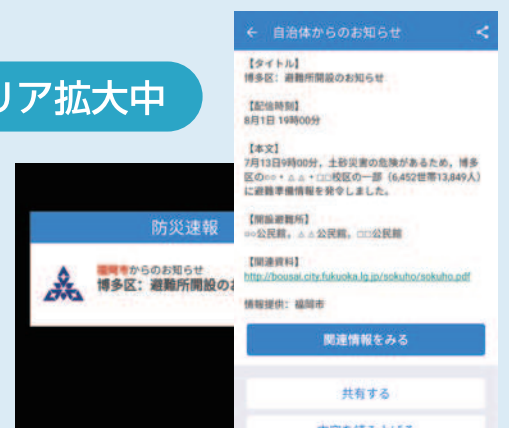 リア拡大中
防災速報
福岡市からのお知らせ
博多区：避難所開設のお
自治体からのお知らせ
【タイトル】
博多区：避難所開設のお知らせ
【配信時刻】
8月1日 19時00分
【本文】
7月13日9時00分，土砂災害の危険があるため，博多
区の○○・△△・□□校区の一部（6,452世帯13,849人）
に避難準備情報を発令しました。
【開設避難所】
○○公民館，△△公民館，□□公民館
【関連資料】
http://bousai.city.fukuoka.lg.jp/sokuho/sokuho.pdf
情報提供：福岡市
関連情報をみる
共有する